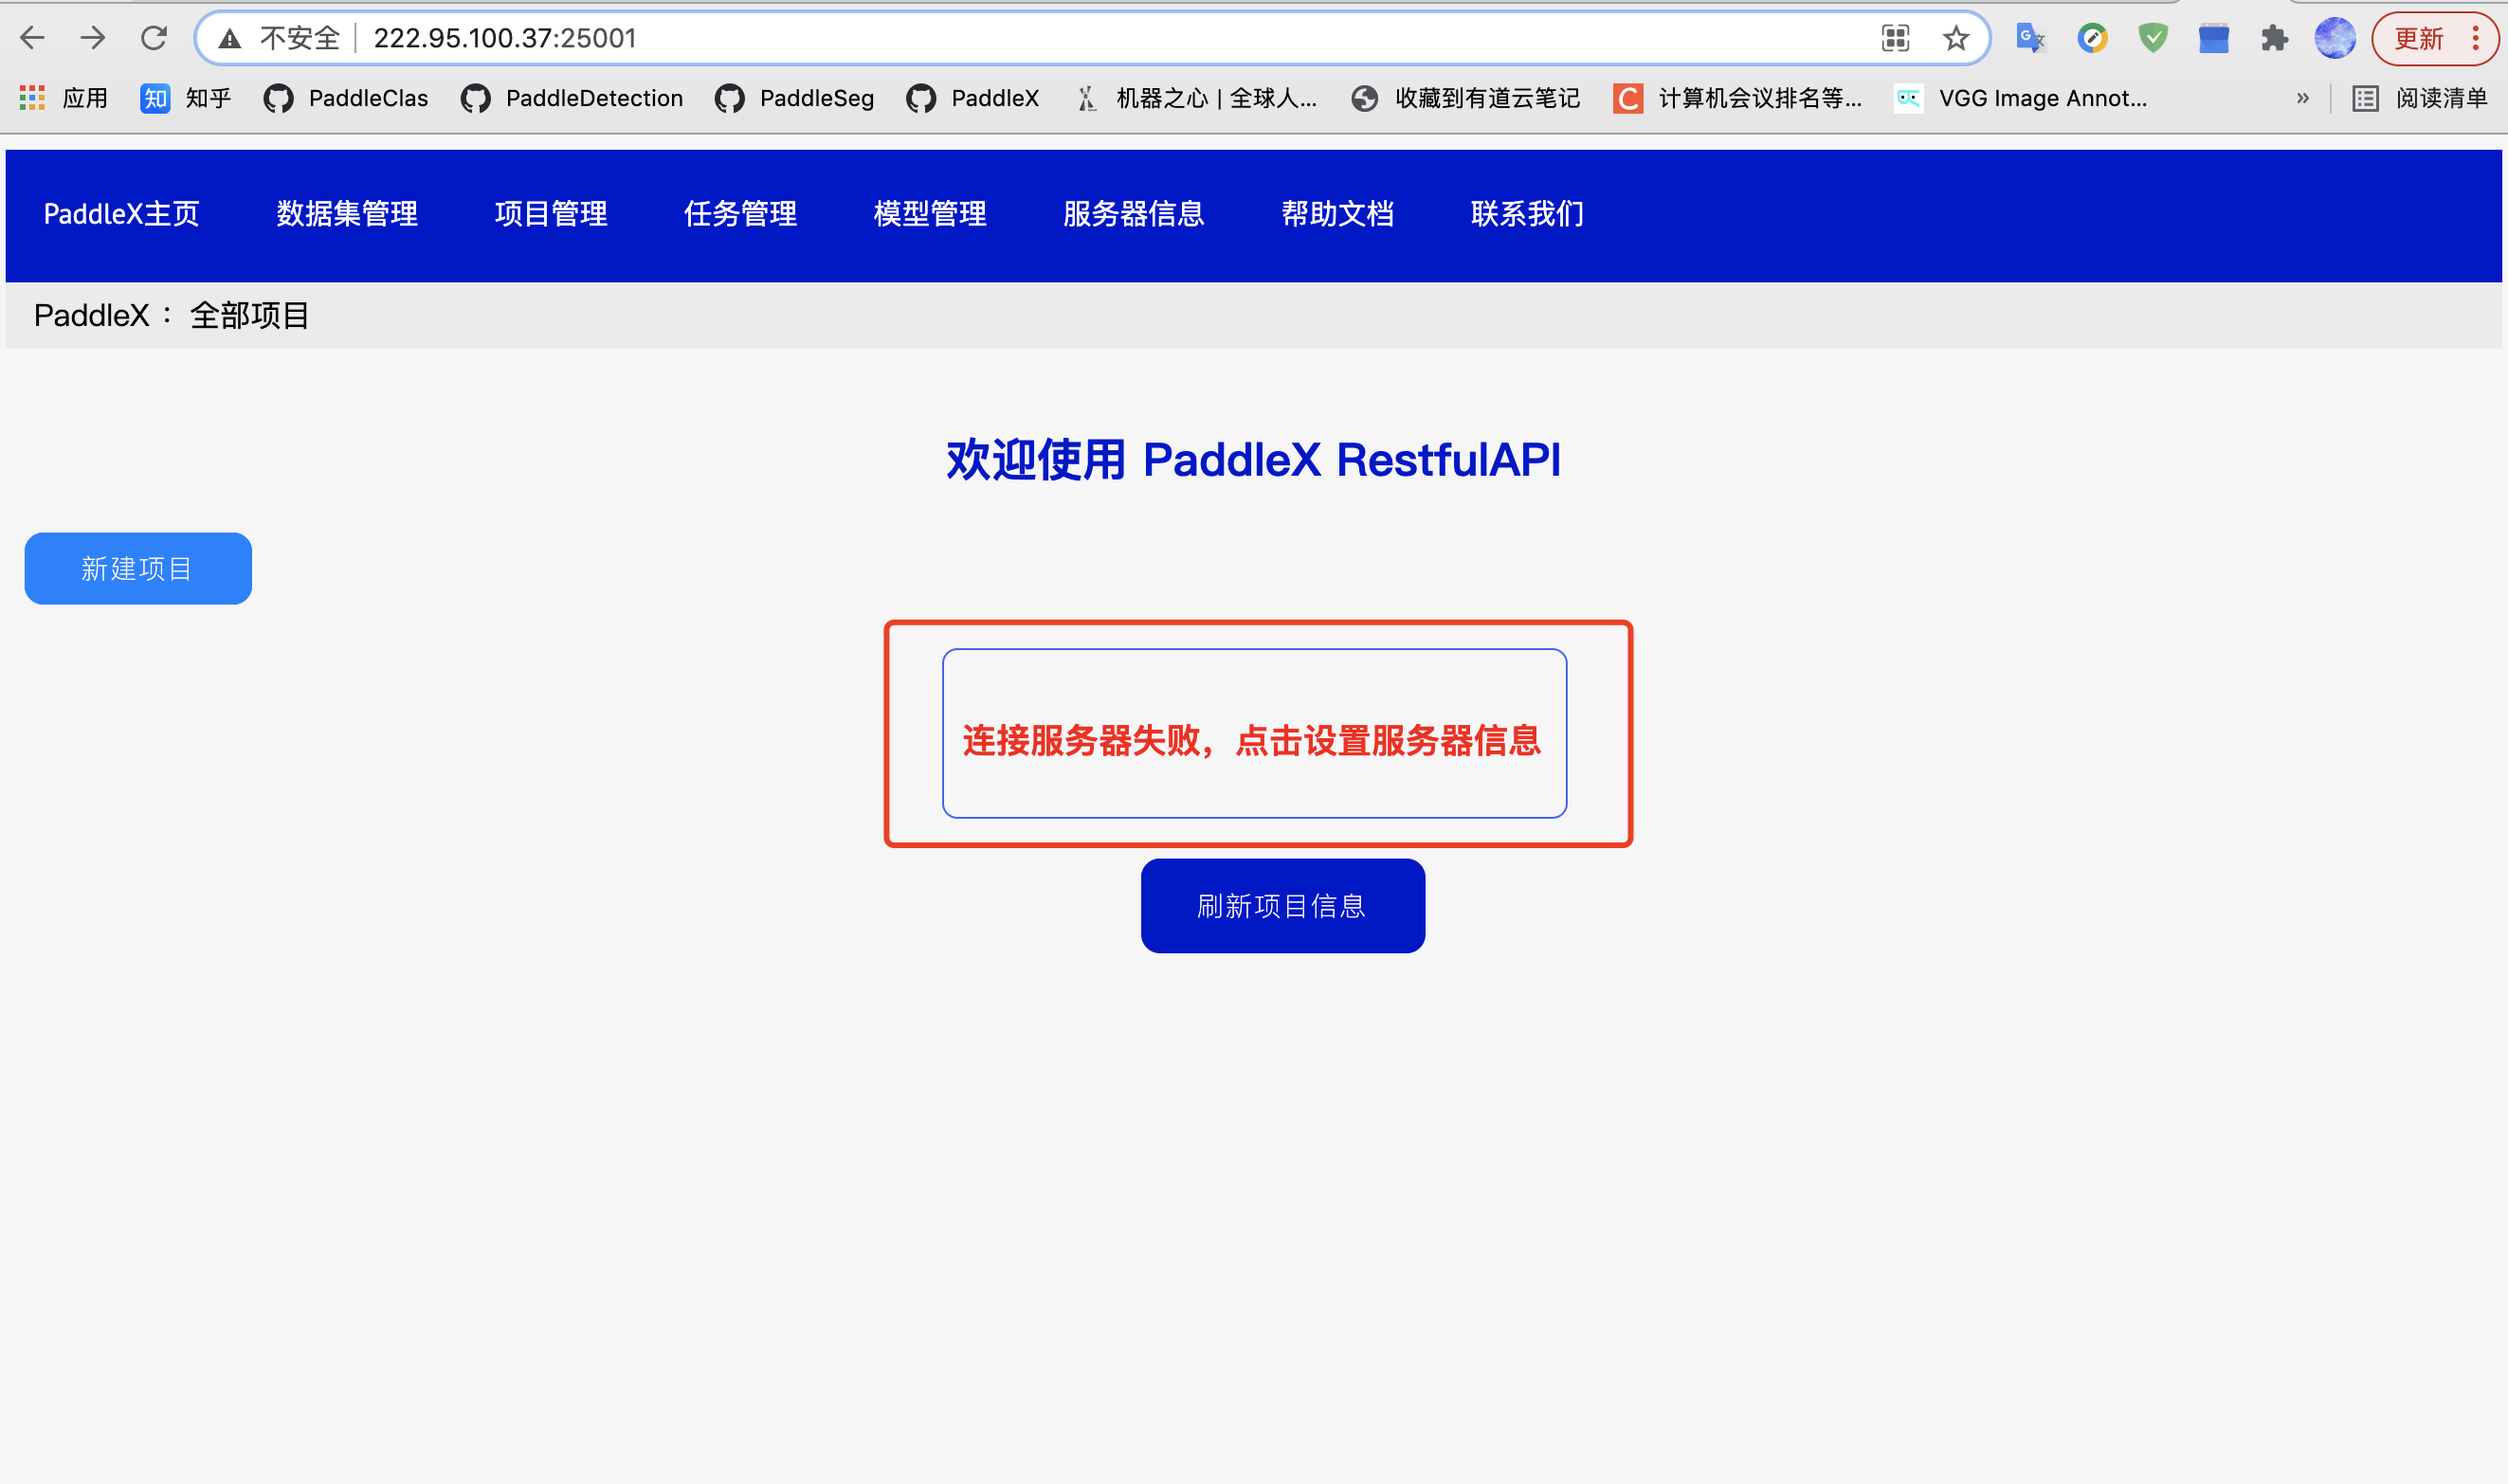 不安全 222.95.100.37:25001 更新
应用 知 知乎 PaddleClas PaddleDetection PaddleSeg PaddleX 机器之心 | 全球人... 收藏到有道云笔记 C 计算机会议排名等... VGG Image Annot... » 阅读清单
PaddleX主页 数据集管理 项目管理 任务管理 模型管理 服务器信息 帮助文档 联系我们
PaddleX： 全部项目
欢迎使用 PaddleX RestfulAPI
新建项目
连接服务器失败，点击设置服务器信息
刷新项目信息